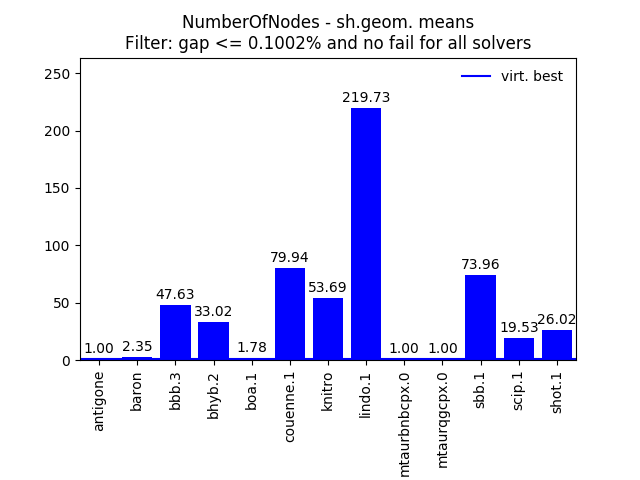 NumberOfNodes - sh.geom. means
Filter: gap <= 0.1002% and no fail for all solvers
virt. best
250
200
150
100
50
0
1.00
2.35
47.63
33.02
1.78
79.94
53.69
219.73
1.00
1.00
73.96
19.53
26.02
antigone
baron
bbb.3
bhyb.2
boa.1
couenne.1
knitro
lindo.1
mtaurbnbcpx.0
mtaurqgcpx.0
sbb.1
scip.1
shot.1